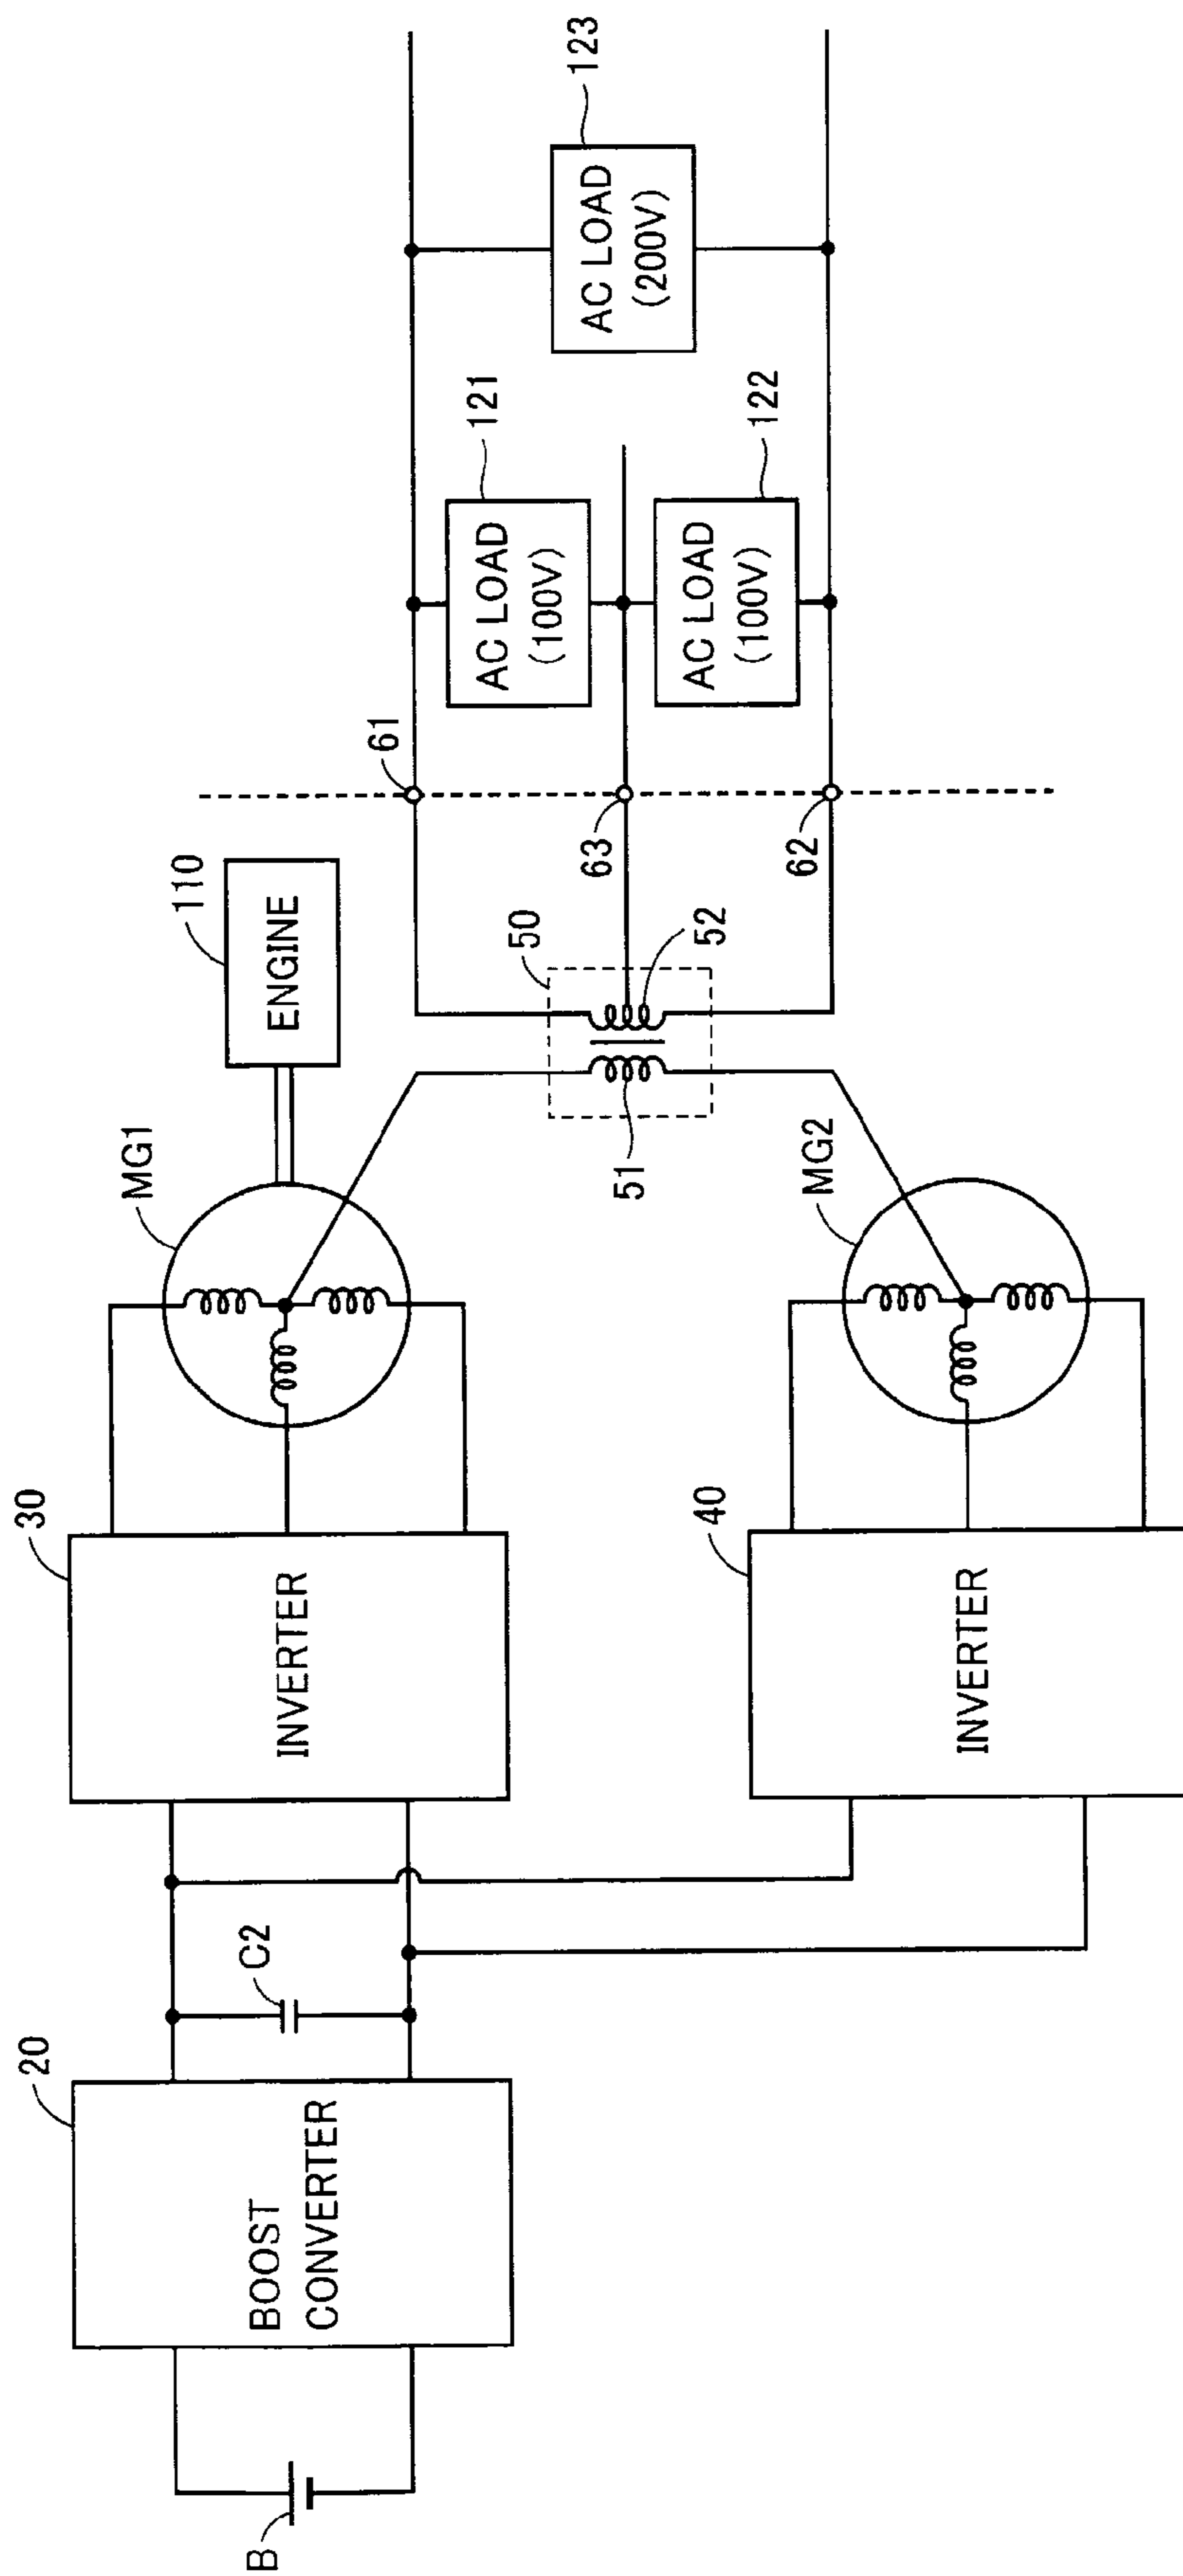 B
20
BOOST
CONVERTER
C2
30
INVERTER
40
INVERTER
MG1
MG2
110
ENGINE
50
51
52
61
63
62
121
AC LOAD
(100V)
122
AC LOAD
(100V)
123
AC LOAD
(200V)